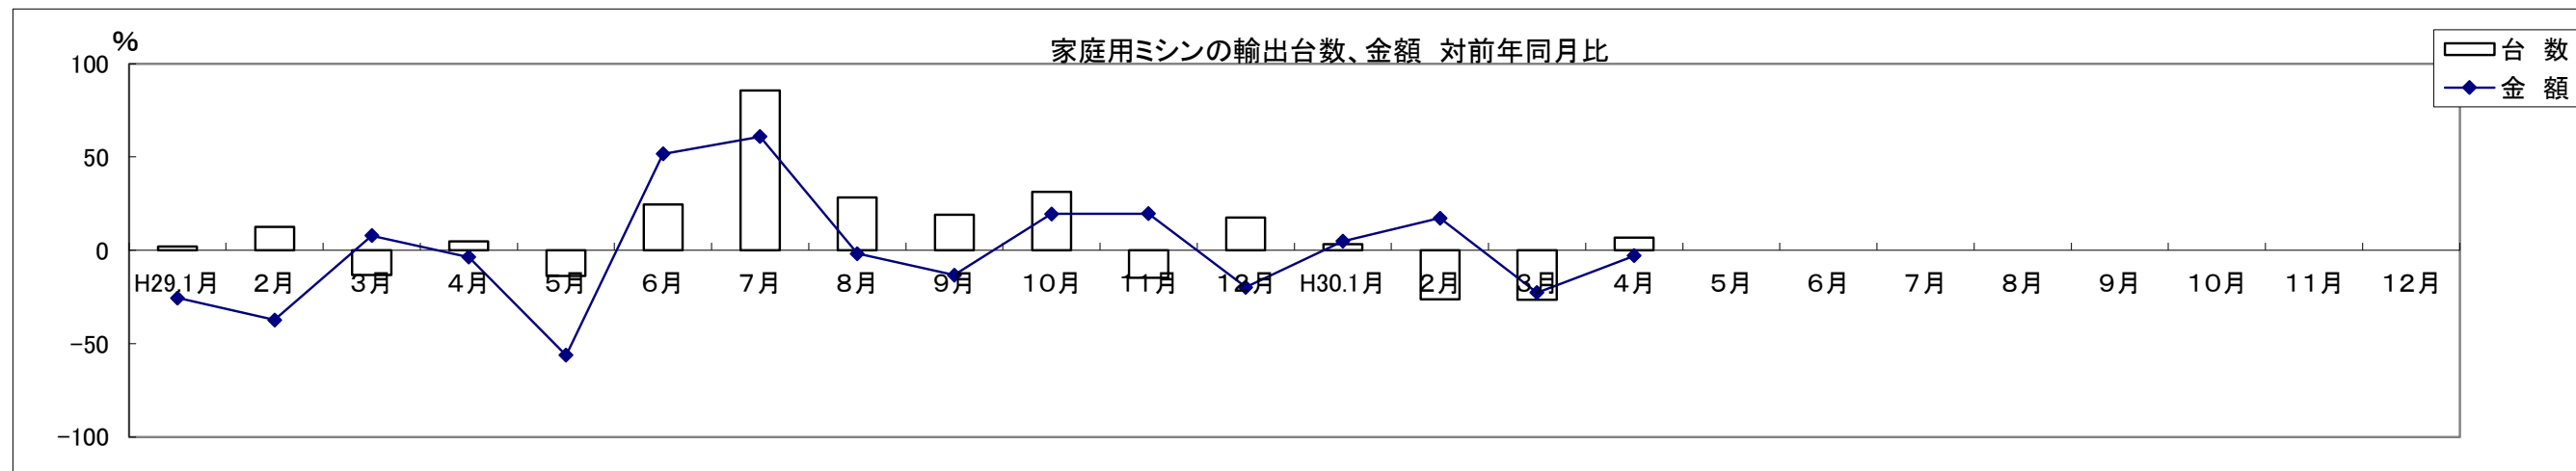 %
家庭用ミシンの輸出台数、金額 対前年同月比
台 数
金 額
100
50
0
-50
-100
H29.1月 2月 3月 4月 5月 6月 7月 8月 9月 10月 11月 12月 H30.1月 2月 3月 4月 5月 6月 7月 8月 9月 10月 11月 12月